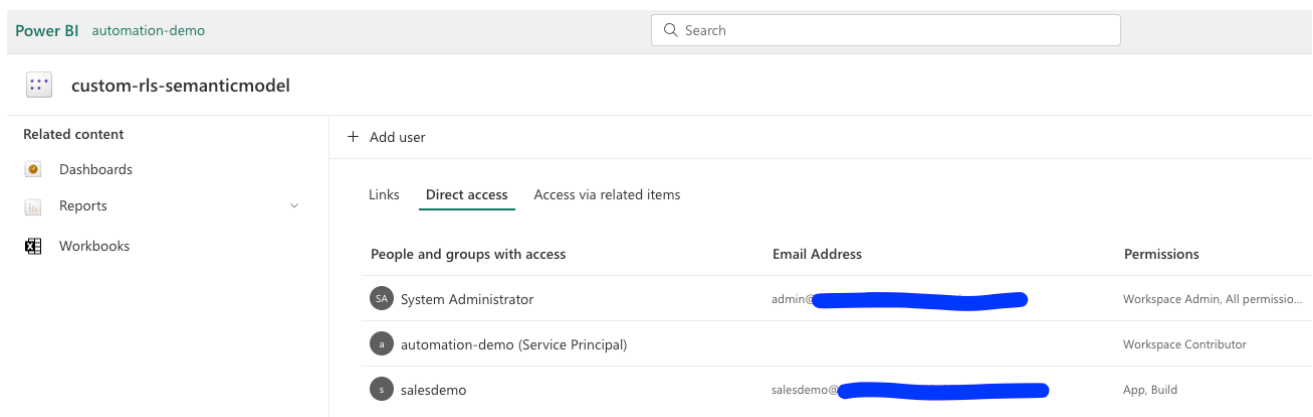 Power BI automation-demo Search
custom-rls-semanticmodel
Related content
+ Add user
Dashboards
Links Direct access Access via related items
Reports
Workbooks
People and groups with access Email Address Permissions
SA System Administrator admin@ Workspace Admin, All permissio...
a automation-demo (Service Principal) Workspace Contributor
s salesdemo salesdemo@ App, Build